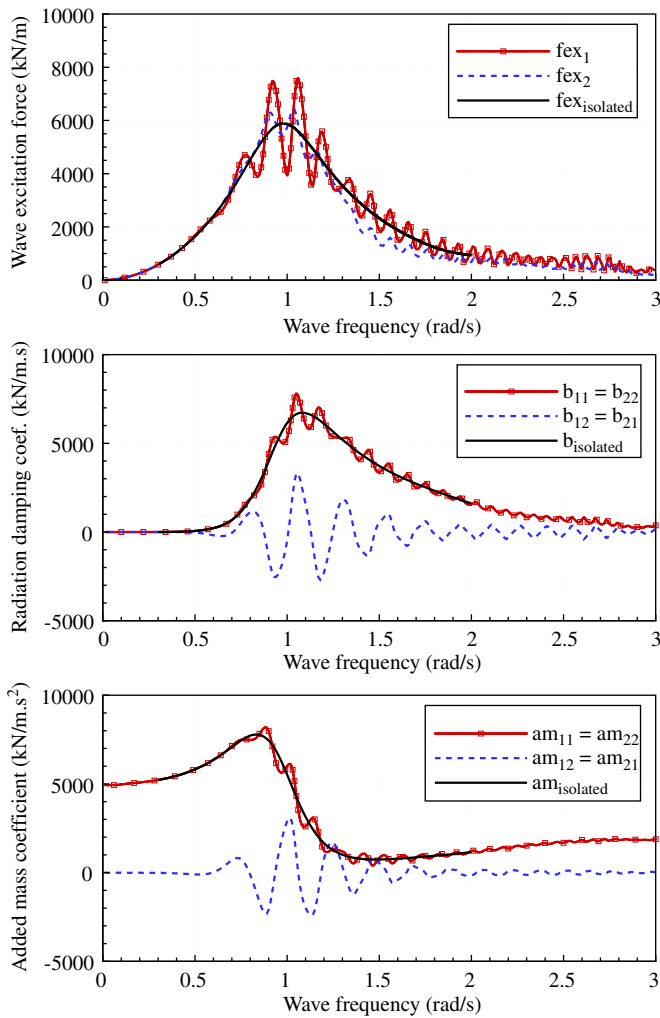 Wave excitation force (kN/m)
10000
8000
6000
4000
2000
0
fex1
fex2
fexisolated
0 0.5 1 1.5 2 2.5 3
Wave frequency (rad/s)
Radiation damping coef. (kN/m.s)
10000
5000
0
-5000
b11 = b22
b12 = b21
bisolated
0 0.5 1 1.5 2 2.5 3
Wave frequency (rad/s)
Added mass coefficient (kN/m.s²)
10000
5000
0
-5000
am11 = am22
am12 = am21
amisolated
0 0.5 1 1.5 2 2.5 3
Wave frequency (rad/s)